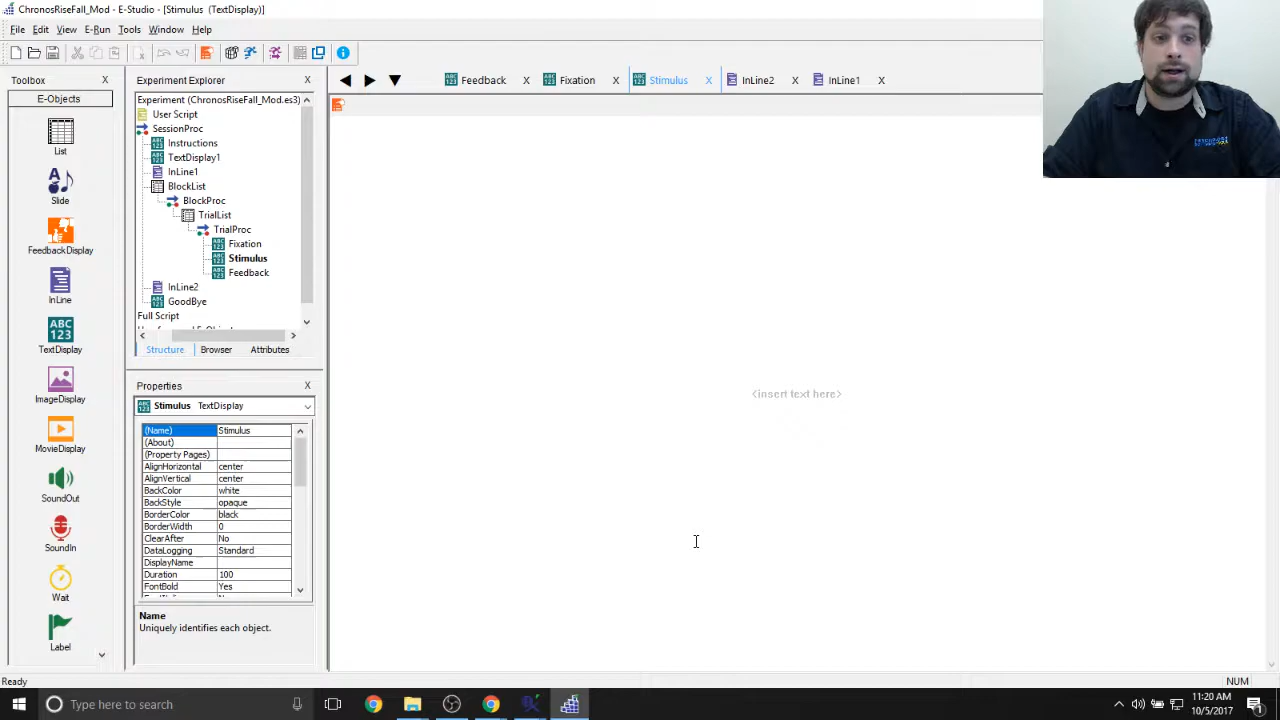 ChronosRiseFall_Mod - E-Studio - [Stimulus (TextDisplay)]
File Edit View E-Run Tools Window Help
Toolbox X
E-Objects
List
Slide
FeedbackDisplay
InLine
ABC 123
TextDisplay
ImageDisplay
MovieDisplay
SoundOut
SoundIn
Wait
Label
Experiment Explorer X
Experiment (ChronosRiseFall_Mod.es3)
User Script
SessionProc
Instructions
TextDisplay1
InLine1
BlockList
BlockProc
TrialList
TrialProc
Fixation
Stimulus
Feedback
InLine2
GoodBye
Full Script
Structure Browser Attributes
Properties X
Stimulus TextDisplay
(Name) Stimulus
(About)
(Property Pages)
AlignHorizontal center
AlignVertical center
BackColor white
BackStyle opaque
BorderColor black
BorderWidth 0
ClearAfter No
DataLogging Standard
DisplayName
Duration 100
FontBold Yes
Name
Uniquely identifies each object.
Feedback X Fixation X Stimulus X InLine2 X InLine1 X
<insert text here>
Ready NUM
Type here to search
11:20 AM
10/5/2017